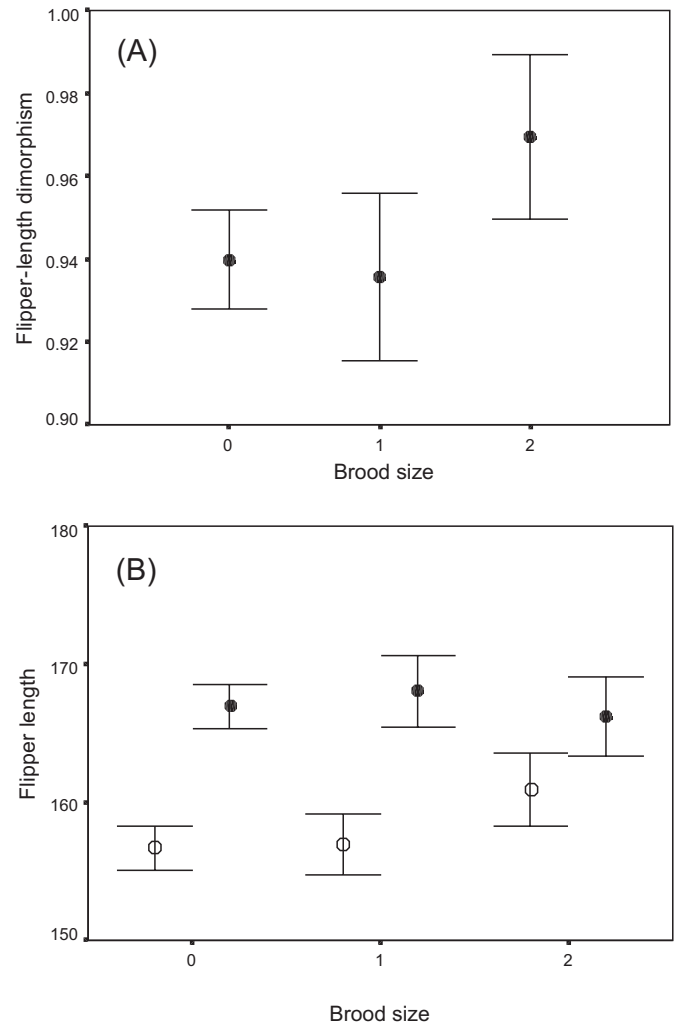 (A)
Flipper-length dimorphism
1.00
0.98
0.96
0.94
0.92
0.90
0 1 2
Brood size
(B)
Flipper length
180
170
160
150
0 1 2
Brood size